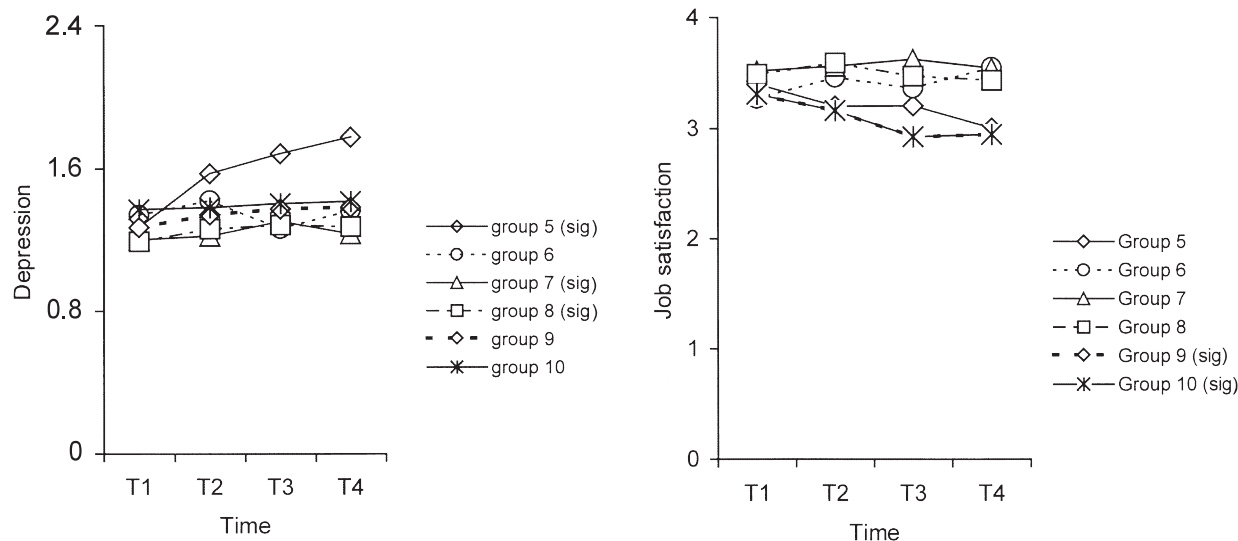 2.4
1.6
0.8
0
Depression
T1 T2 T3 T4
Time
group 5 (sig)
group 6
group 7 (sig)
group 8 (sig)
group 9
group 10
4
3
2
1
0
Job satisfaction
T1 T2 T3 T4
Time
Group 5
Group 6
Group 7
Group 8
Group 9 (sig)
Group 10 (sig)